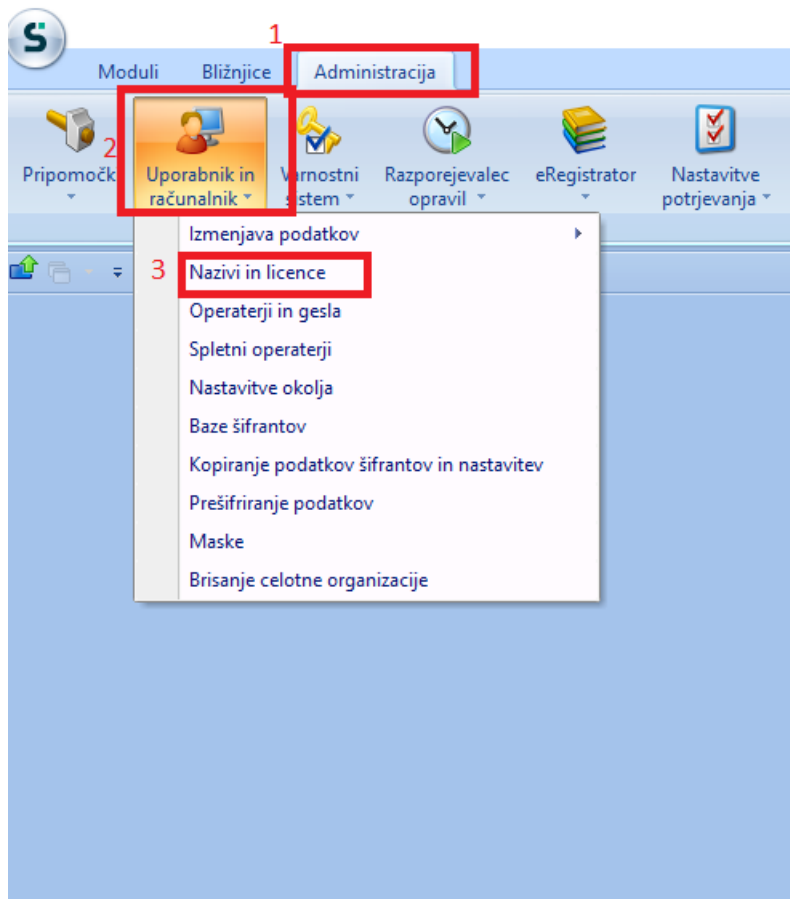 S
1
Moduli Bližnjice Administracija
2
Pripomočk Uporabnik in računalnik Varnostni sistem Razporejevalec opravil eRegistrator Nastavitve potrjevanja
Izmenjava podatkov
3 Nazivi in licence
Operaterji in gesla
Spletni operaterji
Nastavitve okolja
Baze šifrantov
Kopiranje podatkov šifrantov in nastavitev
Prešifriranje podatkov
Maske
Brisanje celotne organizacije